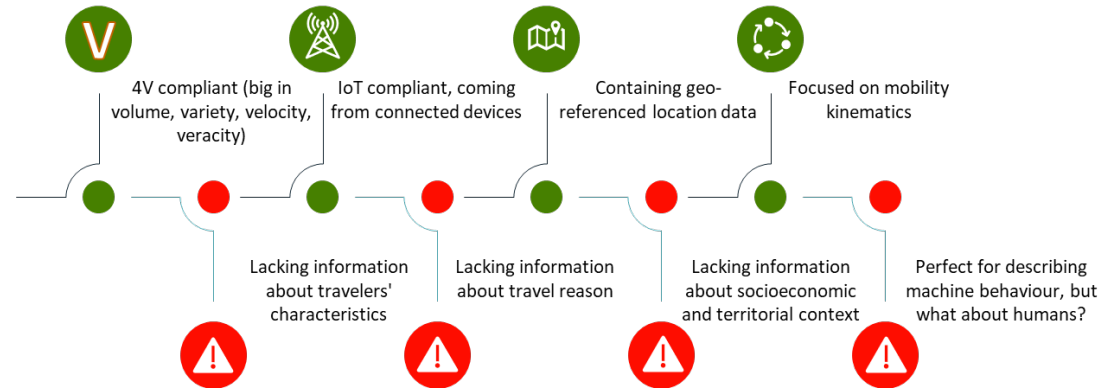 V
4V compliant (big in
volume, variety, velocity,
veracity)
IoT compliant, coming
from connected devices
Containing geo-
referenced location data
Focused on mobility
kinematics
Lacking information
about travelers'
characteristics
Lacking information
about travel reason
Lacking information
about socioeconomic
and territorial context
Perfect for describing
machine behaviour, but
what about humans?